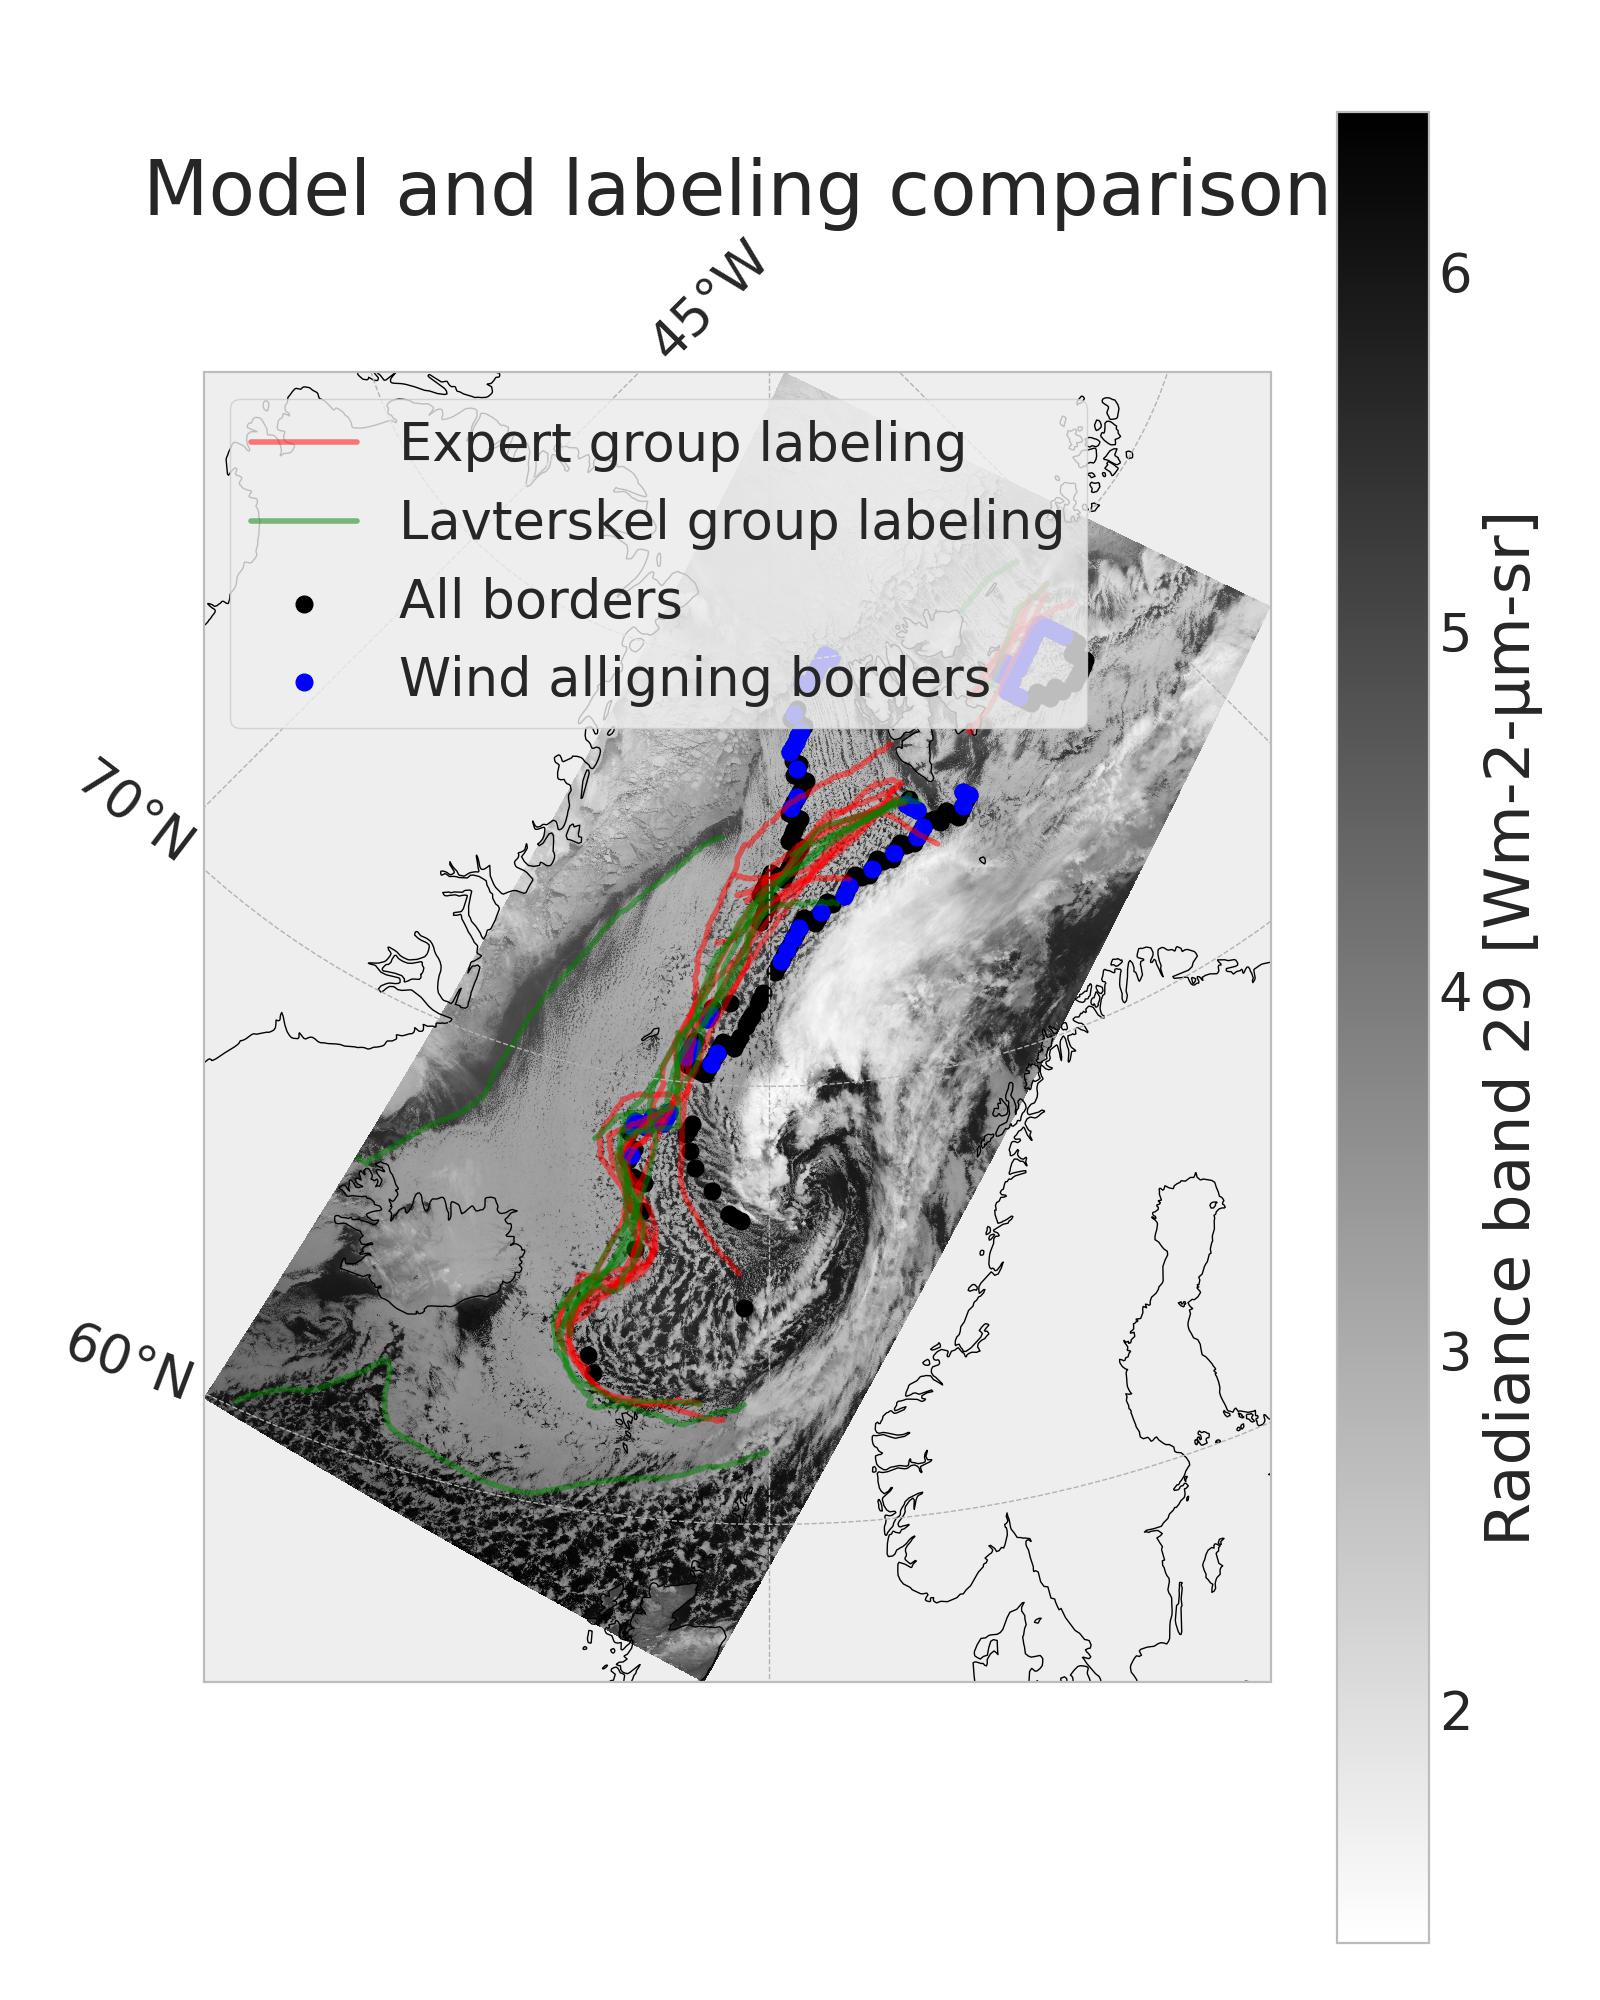 Model and labeling comparison
45°W
Expert group labeling
Lavterskel group labeling
All borders
Wind alligning borders
70°N
60°N
6
5
4
3
2
Radiance band 29 [Wm-2-μm-sr]